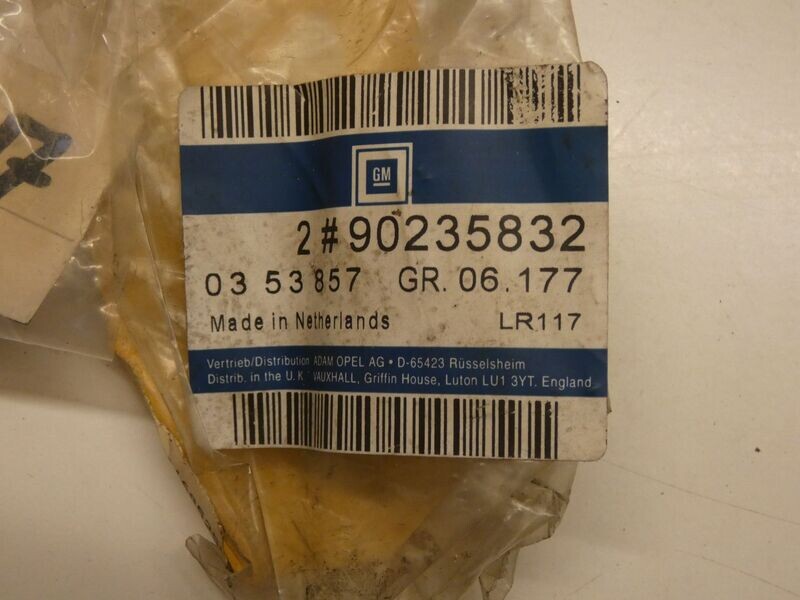 GM
2#90235832
03 53 857 GR. 06.177
Made in Netherlands LR117
Vertrieb/Distribution ADAM OPEL AG • D-65423 Rüsselsheim
Distrib. in the U.K. VAUXHALL, Griffin House, Luton LU1 3YT. England